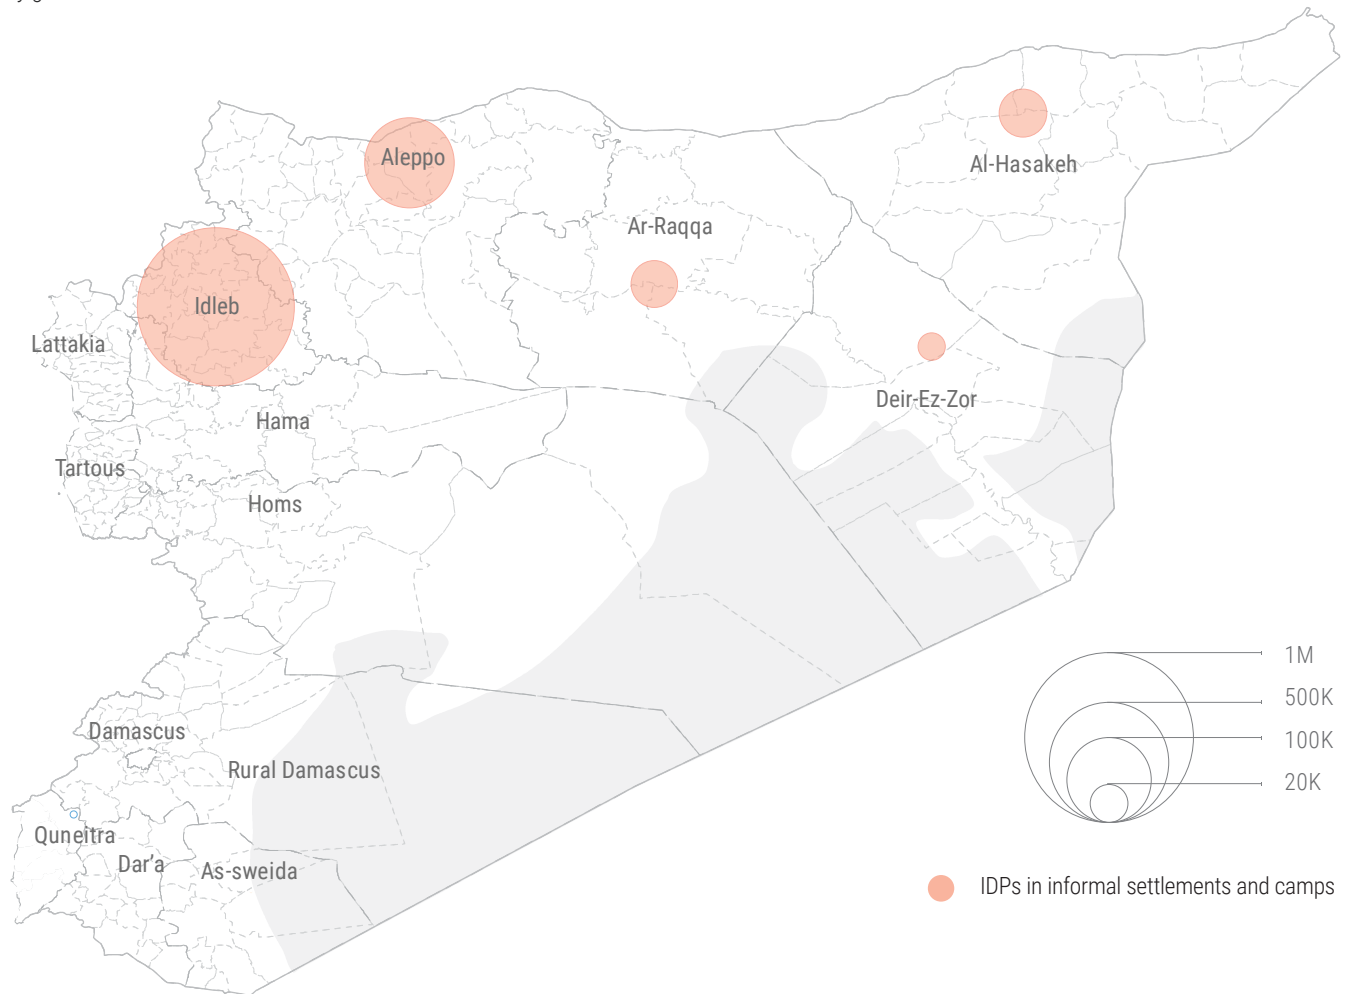 Aleppo
Al-Hasakeh
Ar-Raqqa
Idleb
Lattakia
Deir-Ez-Zor
Hama
Tartous
Homs
1M
500K
Damascus
100K
Rural Damascus
20K
Quneitra
Dar'a
As-sweida
IDPs in informal settlements and camps